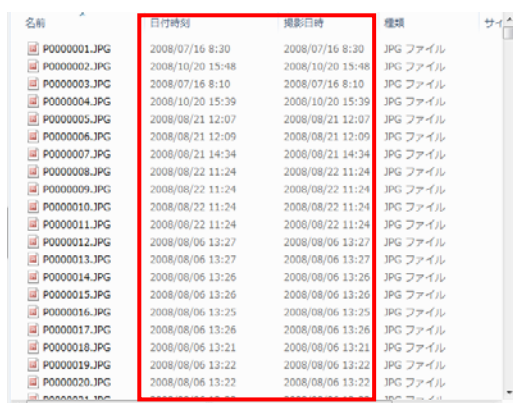 名前 日付時刻 撮影日時 種類 サイ
P0000001.JPG 2008/07/16 8:30 2008/07/16 8:30 JPG ファイル
P0000002.JPG 2008/10/20 15:48 2008/10/20 15:48 JPG ファイル
P0000003.JPG 2008/07/16 8:10 2008/07/16 8:10 JPG ファイル
P0000004.JPG 2008/10/20 15:39 2008/10/20 15:39 JPG ファイル
P0000005.JPG 2008/08/21 12:07 2008/08/21 12:07 JPG ファイル
P0000006.JPG 2008/08/21 12:09 2008/08/21 12:09 JPG ファイル
P0000007.JPG 2008/08/21 14:34 2008/08/21 14:34 JPG ファイル
P0000008.JPG 2008/08/22 11:24 2008/08/22 11:24 JPG ファイル
P0000009.JPG 2008/08/22 11:24 2008/08/22 11:24 JPG ファイル
P0000010.JPG 2008/08/22 11:24 2008/08/22 11:24 JPG ファイル
P0000011.JPG 2008/08/22 11:24 2008/08/22 11:24 JPG ファイル
P0000012.JPG 2008/08/06 13:27 2008/08/06 13:27 JPG ファイル
P0000013.JPG 2008/08/06 13:27 2008/08/06 13:27 JPG ファイル
P0000014.JPG 2008/08/06 13:26 2008/08/06 13:26 JPG ファイル
P0000015.JPG 2008/08/06 13:26 2008/08/06 13:26 JPG ファイル
P0000016.JPG 2008/08/06 13:25 2008/08/06 13:25 JPG ファイル
P0000017.JPG 2008/08/06 13:26 2008/08/06 13:26 JPG ファイル
P0000018.JPG 2008/08/06 13:21 2008/08/06 13:21 JPG ファイル
P0000019.JPG 2008/08/06 13:22 2008/08/06 13:22 JPG ファイル
P0000020.JPG 2008/08/06 13:22 2008/08/06 13:22 JPG ファイル